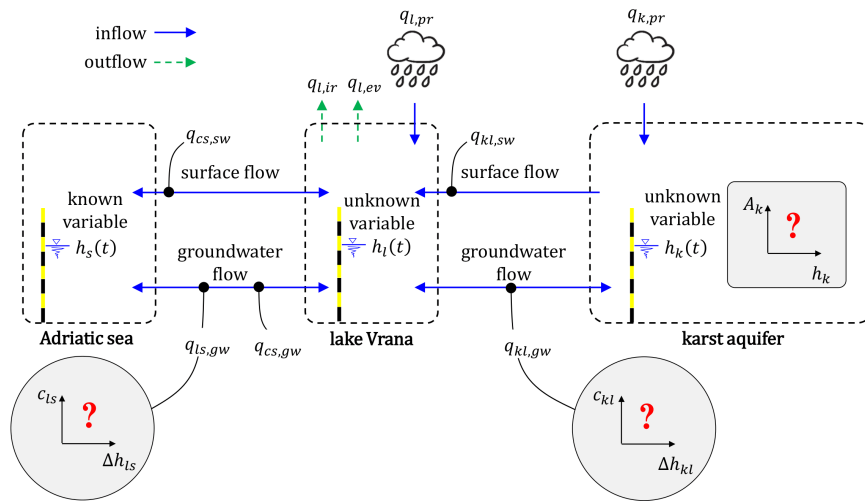 inflow
outflow
q_{l,pr}
q_{k,pr}
q_{l,ir}
q_{l,ev}
q_{cs,sw}
q_{kl,sw}
surface flow
surface flow
known
variable
h_s(t)
unknown
variable
h_l(t)
unknown
variable
h_k(t)
A_k
?
h_k
groundwater
flow
groundwater
flow
Adriatic sea
lake Vrana
karst aquifer
q_{ls,gw}
q_{cs,gw}
q_{kl,gw}
c_{ls}
?
Δh_{ls}
c_{kl}
?
Δh_{kl}